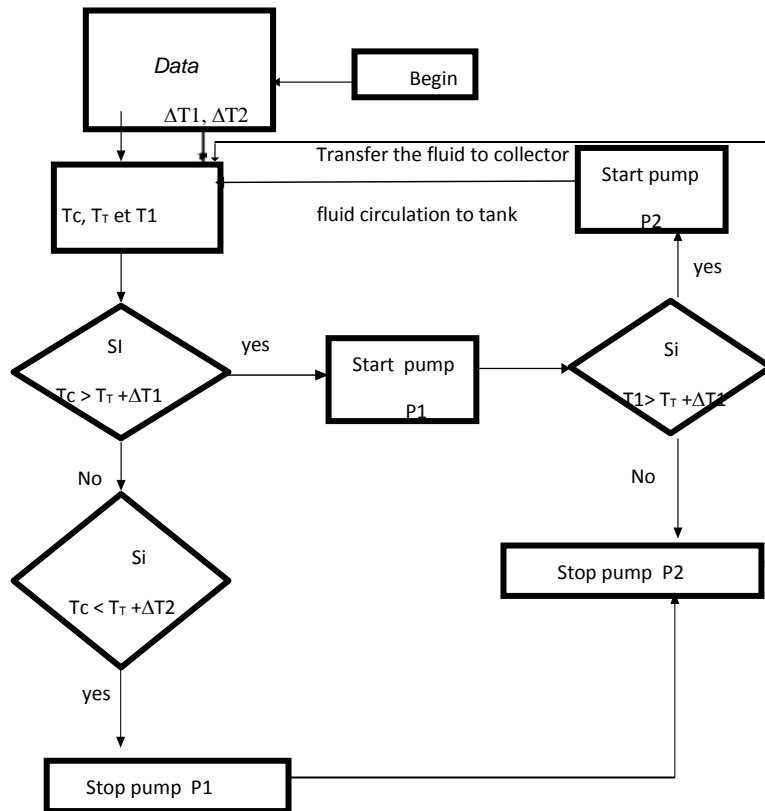 Data
Begin
ΔT1, ΔT2
Transfer the fluid to collector
Start pump
P2
Tc, TT et T1
fluid circulation to tank
yes
SI
Tc > TT +ΔT1
yes
Start pump
P1
Si
T1> TT +ΔT1
No
No
Si
Tc < TT +ΔT2
Stop pump P2
yes
Stop pump P1